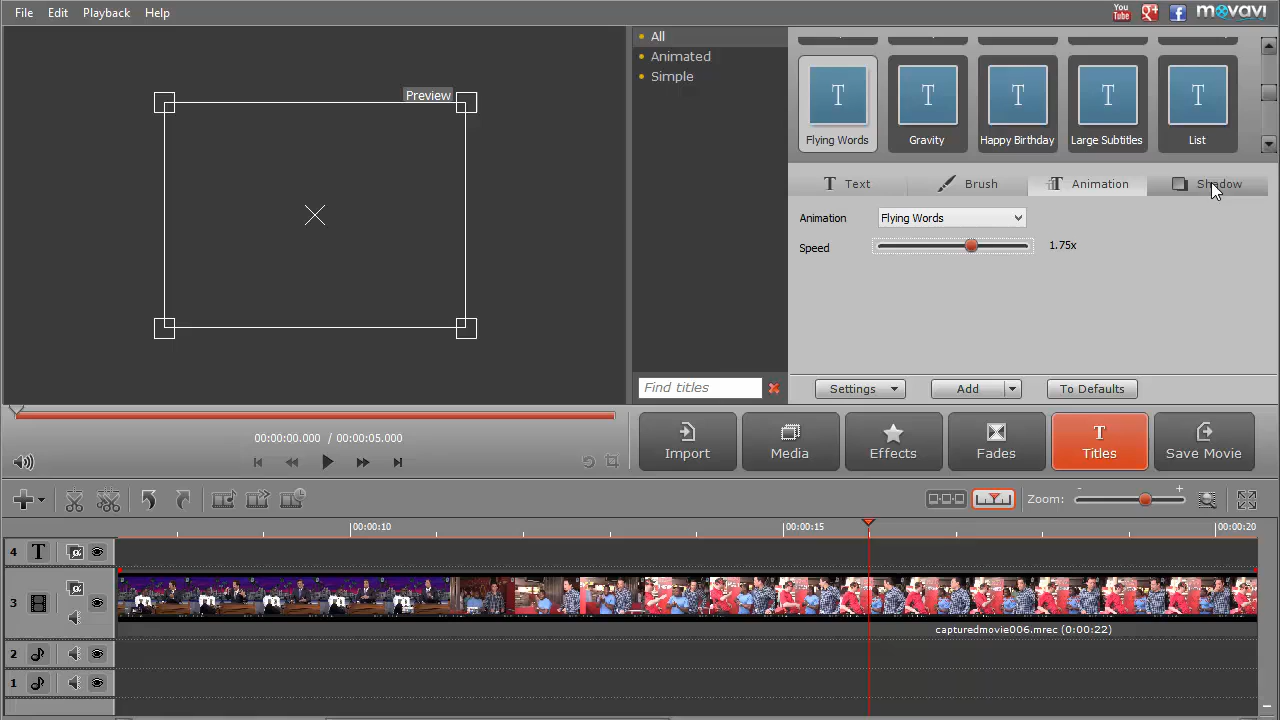 File Edit Playback Help
You Tube g+ f movavi
All
Animated
Simple
Preview
T T T T T
Flying Words Gravity Happy Birthday Large Subtitles List
T Text Brush T Animation Shadow
Animation Flying Words
Speed 1.75x
Find titles
Settings Add To Defaults
00:00:00.000 / 00:00:05.000
Import Media Effects Fades T Titles Save Movie
Zoom: - +
00:00:10 00:00:15 00:00:20
4 T
3
capturedmovie006.mrec (0:00:22)
2
1